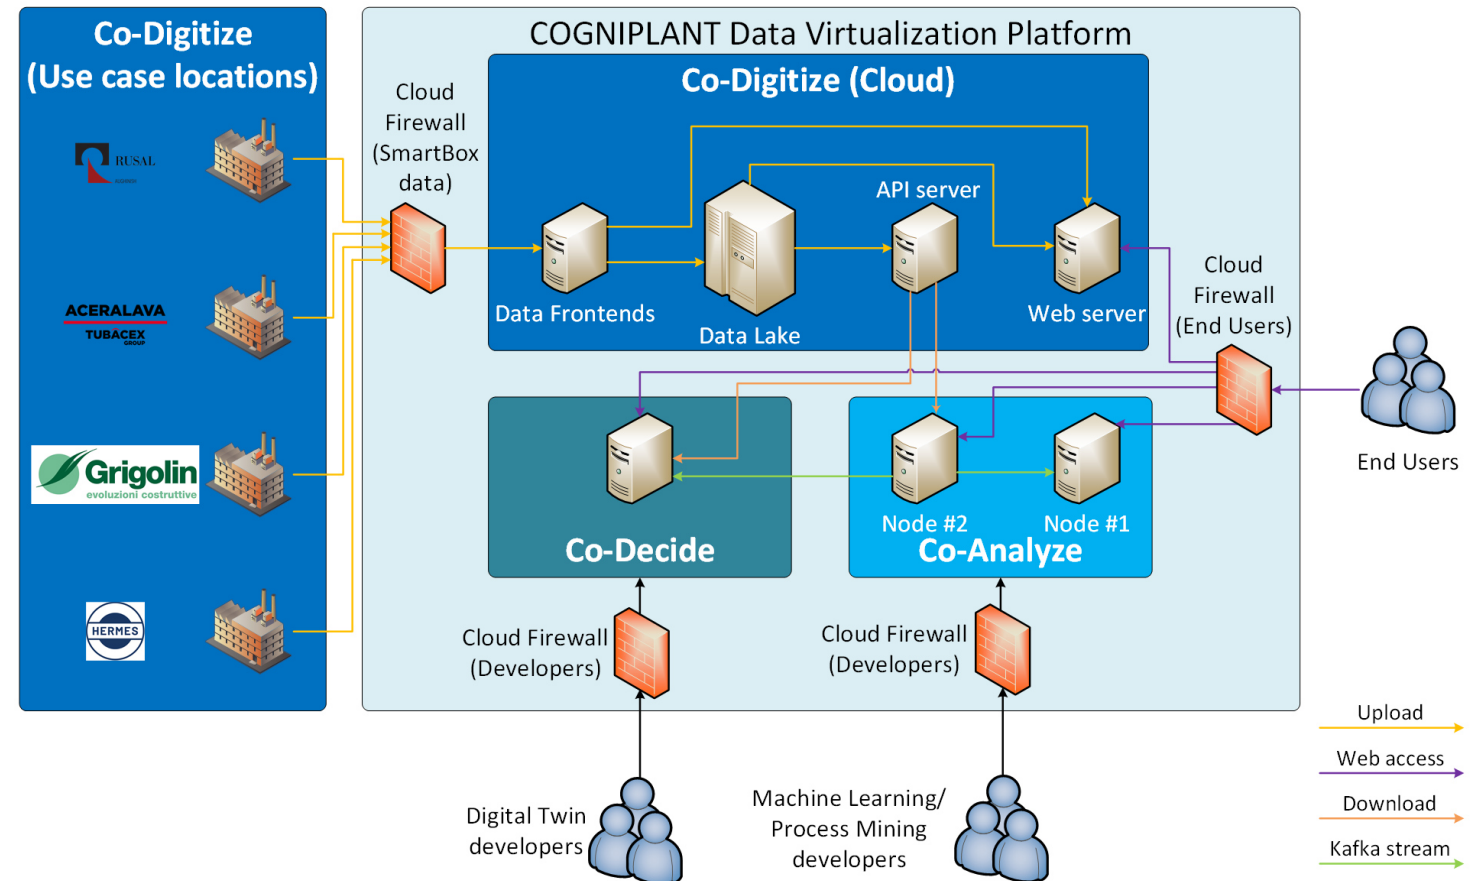 Co-Digitize
(Use case locations)
RUSAL
ACERALAVA
TUBACEX
GROUP
Grigolin
evoluzioni costruttive
HERMES
COGNIPLANT Data Virtualization Platform
Cloud
Firewall
(SmartBox
data)
Co-Digitize (Cloud)
Data Frontends
Data Lake
API server
Web server
Cloud
Firewall
(End Users)
End Users
Co-Decide
Node #2
Node #1
Co-Analyze
Cloud Firewall
(Developers)
Cloud Firewall
(Developers)
Digital Twin
developers
Machine Learning/
Process Mining
developers
Upload
Web access
Download
Kafka stream